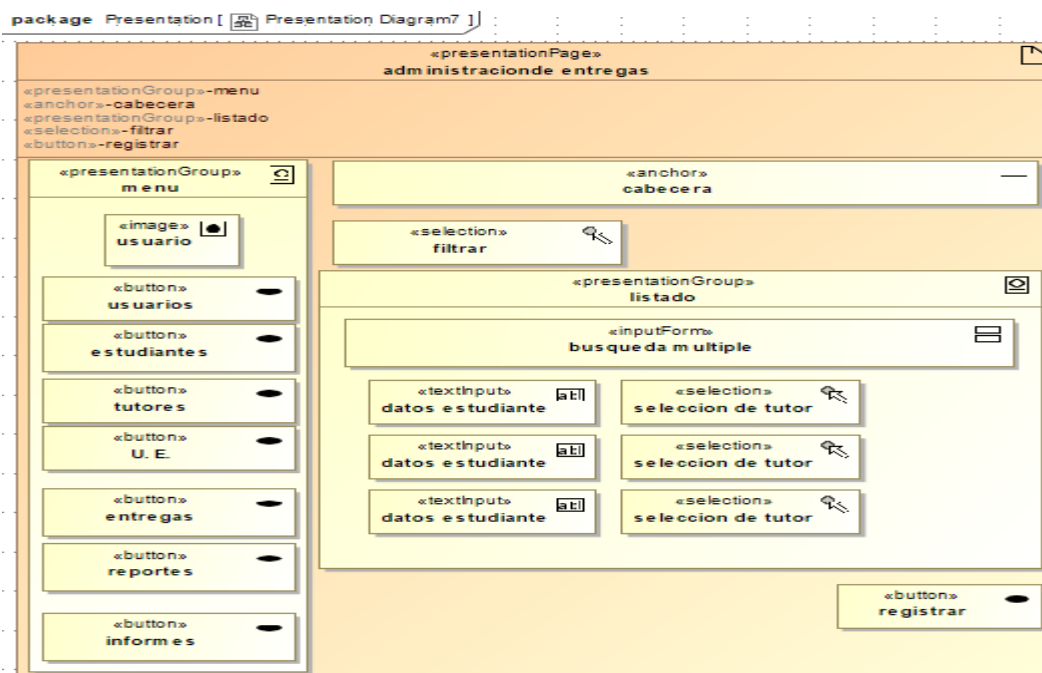 package Presentation [ Presentation Diagram7 ]
«presentationPage»
administracionde entregas
«presentationGroup»-menu
«anchor»-cabecera
«presentationGroup»-listado
«selection»-filtrar
«button»-registrar
«presentationGroup»
menu
«image»
usuario
«button»
usuarios
«button»
estudiantes
«button»
tutores
«button»
U. E.
«button»
entregas
«button»
reportes
«button»
informes
«anchor»
cabecera
«selection»
filtrar
«presentationGroup»
listado
«inputForm»
busqueda multiple
«textInput»
datos estudiante
«selection»
seleccion de tutor
«textInput»
datos estudiante
«selection»
seleccion de tutor
«textInput»
datos estudiante
«selection»
seleccion de tutor
«button»
registrar